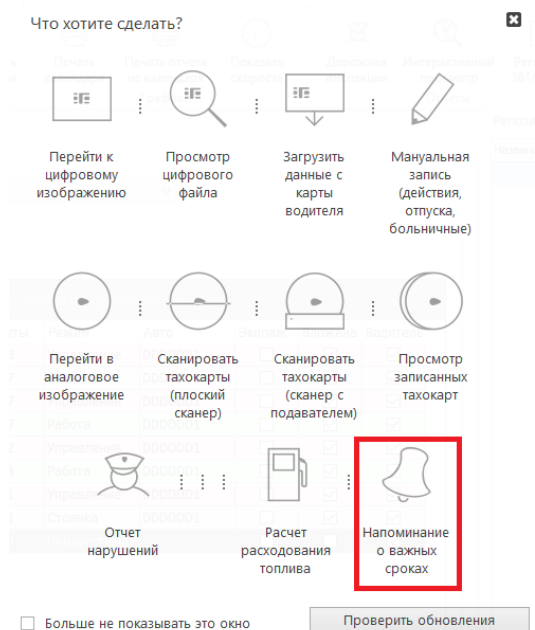 Что хотите сделать?
Перейти к
цифровому
изображению
Просмотр
цифрового
файла
Загрузить
данные с
карты
водителя
Мануальная
запись
(действия,
отпуска,
больничные)
Перейти в
аналоговое
изображение
Сканировать
тахокарты
(плоский
сканер)
Сканировать
тахокарты
(сканер с
подавателем)
Просмотр
записанных
тахокарт
Отчет
нарушений
Расчет
расходования
топлива
Напоминание
о важных
сроках
Больше не показывать это окно
Проверить обновления